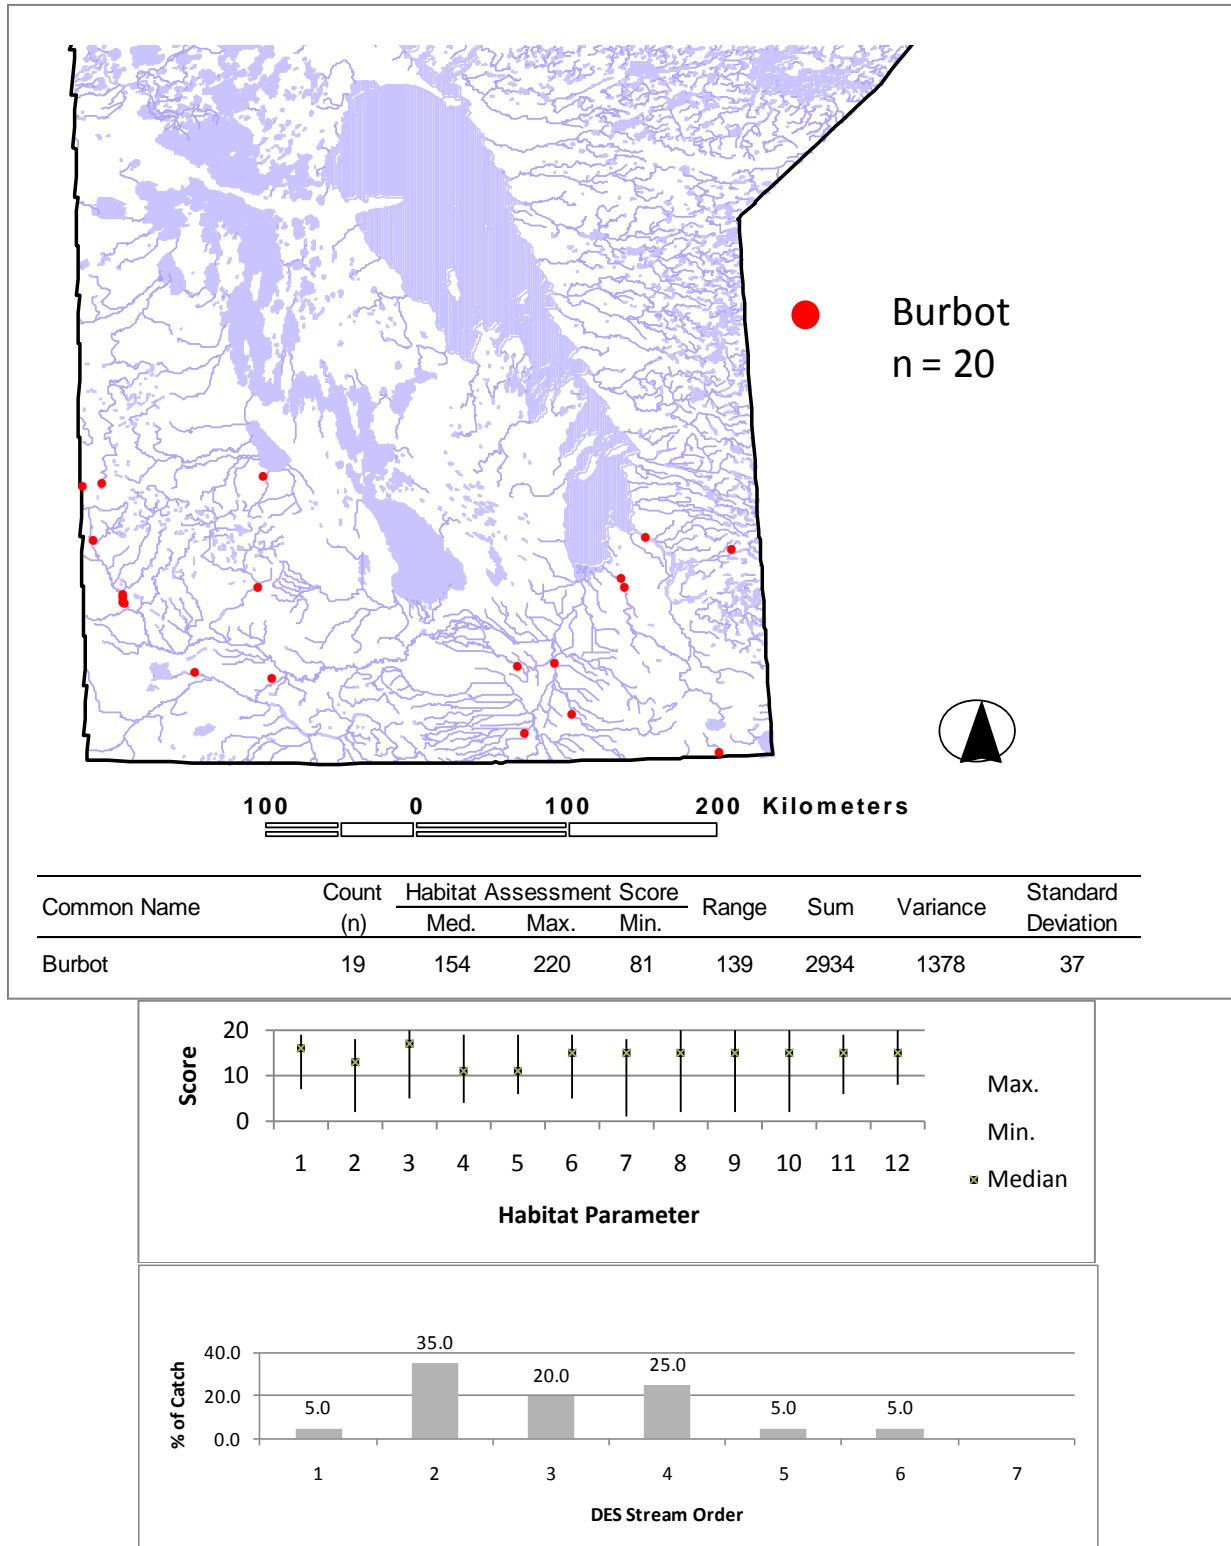 Burbot
n = 20
100 0 100 200 Kilometers
Common Name Count (n) Habitat Assessment Score Med. Max. Min. Range Sum Variance Standard Deviation
Burbot 19 154 220 81 139 2934 1378 37
Score
20
10
0
1 2 3 4 5 6 7 8 9 10 11 12
Habitat Parameter
Max.
Min.
Median
% of Catch
40.0
20.0
0.0
5.0 35.0 20.0 25.0 5.0 5.0
1 2 3 4 5 6 7
DES Stream Order